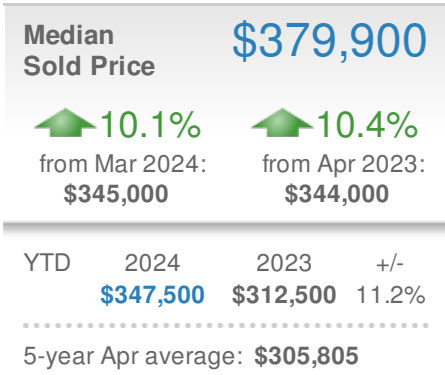 Median
Sold Price
$379,900
10.1%
from Mar 2024:
$345,000
10.4%
from Apr 2023:
$344,000
YTD 2024 2023 +/-
$347,500 $312,500 11.2%
5-year Apr average: $305,805